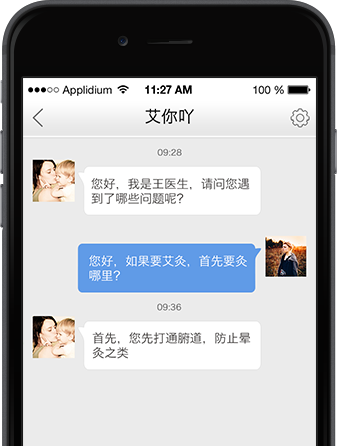 Applidium 11:27 AM 100 %
艾你吖
09:28
您好，我是王医生，请问您遇
到了哪些问题呢？
您好，如果要艾灸，首先要灸
哪里？
09:36
首先，您先打通腑道，防止晕
灸之类